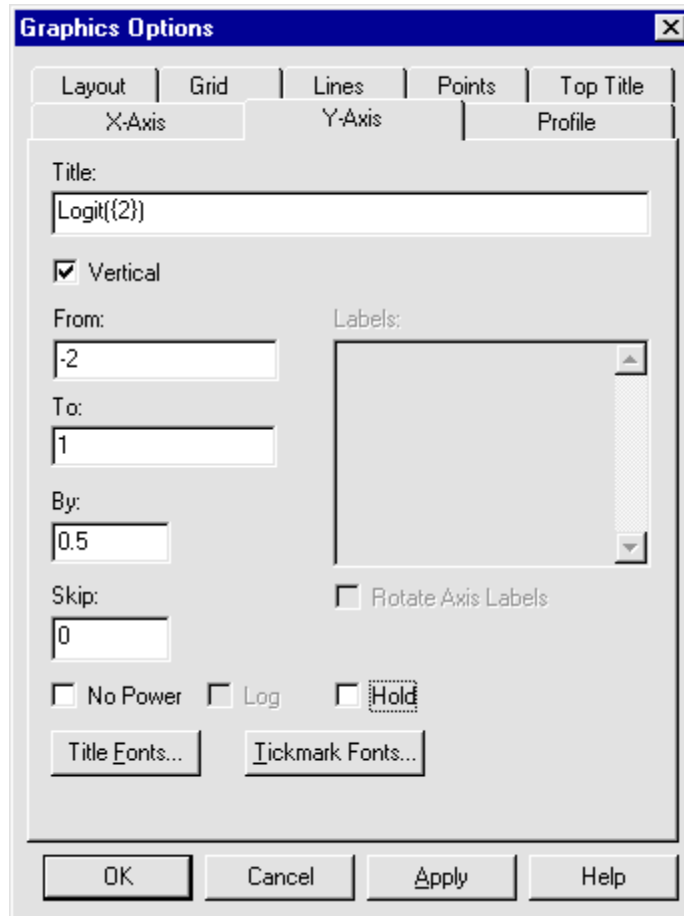 Graphics Options
Layout Grid Lines Points Top Title
X-Axis Y-Axis Profile
Title:
Logit({2})
Vertical
From: Labels:
-2
To:
1
By:
0.5
Skip: Rotate Axis Labels
0
No Power Log Hold
Title Fonts... Tickmark Fonts...
OK Cancel Apply Help